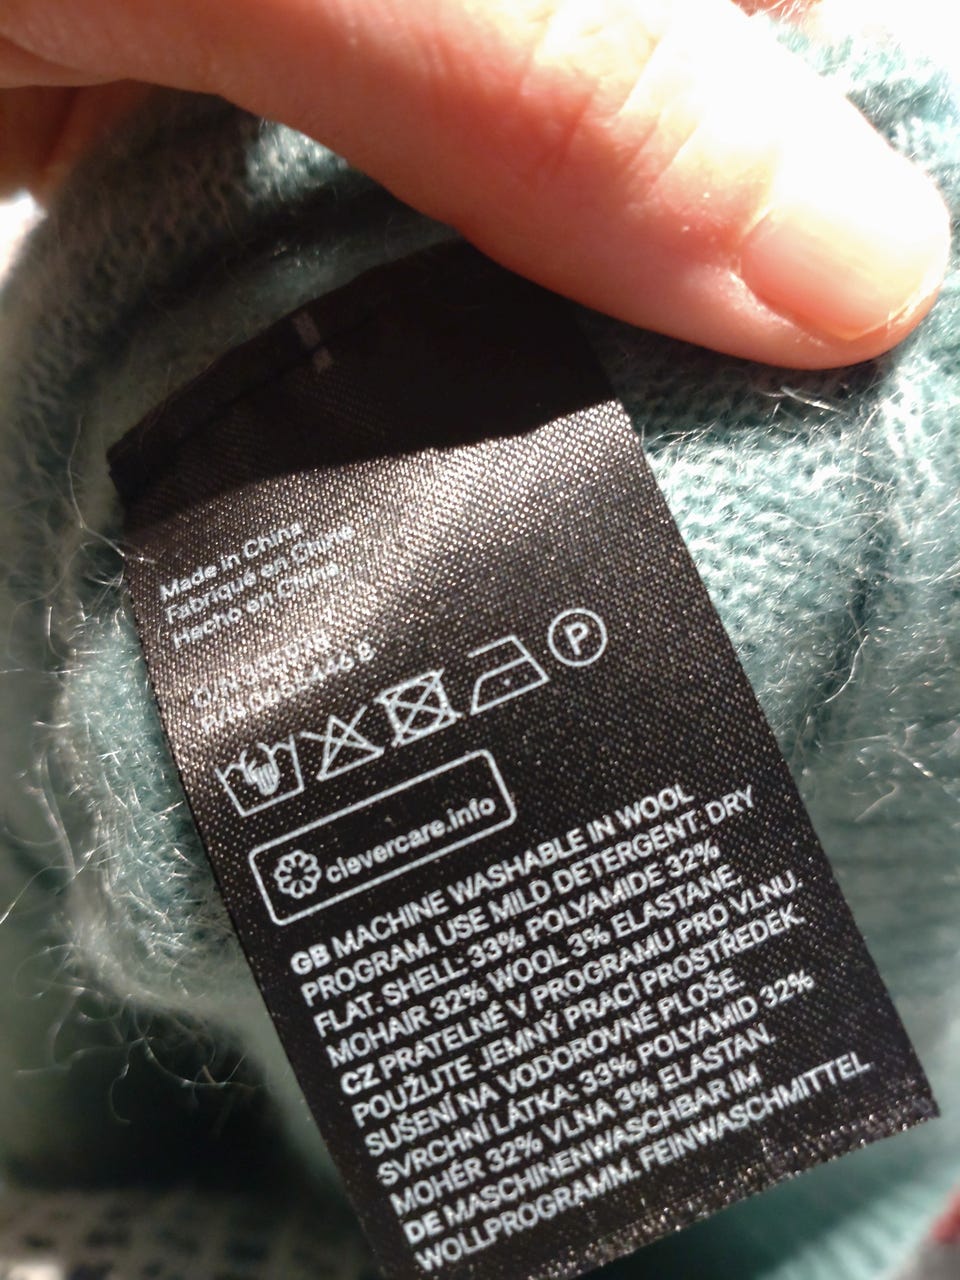 Made in China
Fabriqué en Chine
Hecho en China
P
clevercare.info
GB MACHINE WASHABLE IN WOOL
PROGRAM. USE MILD DETERGENT. DRY
FLAT. SHELL: 33% POLYAMIDE 32%
MOHAIR 32% WOOL 3% ELASTANE.
CZ PRATELNÉ V PROGRAMU PRO VLNU.
POUŽIJTE JEMNÝ PRACÍ PROSTŘEDEK.
SUŠENÍ NA VODOROVNÉ PLOŠE.
SVRCHNÍ LÁTKA: 33% POLYAMID 32%
MOHÉR 32% VLNA 3% ELASTAN.
DE MASCHINENWASCHBAR IM
WOLLPROGRAMM. FEINWASCHMITTEL